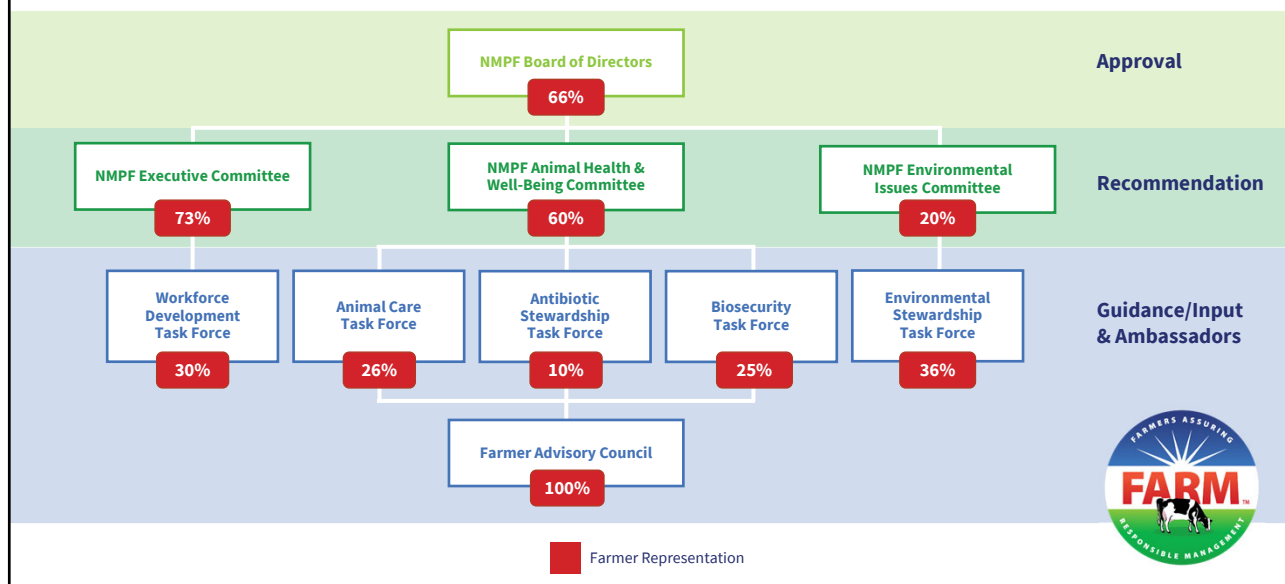 NMPF Board of Directors
66%
Approval
NMPF Executive Committee
73%
NMPF Animal Health &
Well-Being Committee
60%
NMPF Environmental
Issues Committee
20%
Recommendation
Workforce
Development
Task Force
30%
Animal Care
Task Force
26%
Antibiotic
Stewardship
Task Force
10%
Biosecurity
Task Force
25%
Environmental
Stewardship
Task Force
36%
Guidance/Input
& Ambassadors
Farmer Advisory Council
100%
FARMERS ASSURING
FARM™
RESPONSIBLE MANAGEMENT
Farmer Representation